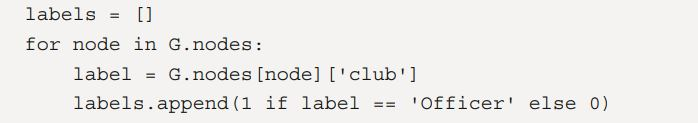 labels = []
for node in G.nodes:
    label = G.nodes[node]['club']
    labels.append(1 if label == 'Officer' else 0)